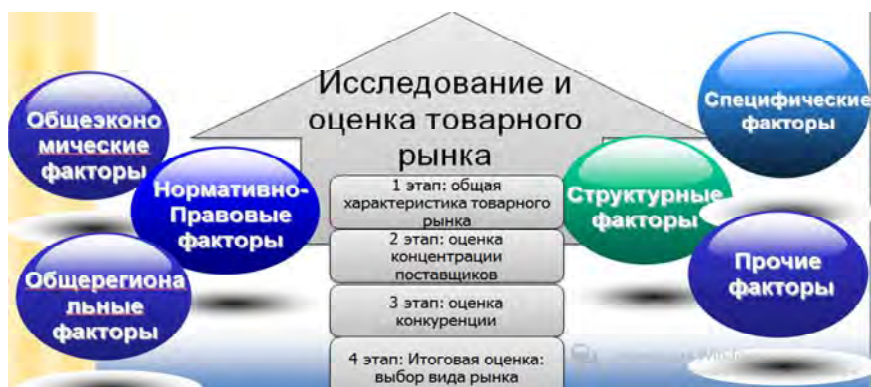 Исследование и
оценка товарного
рынка
Общеэконо
мические
факторы
Нормативно-
Правовые
факторы
Общерегиона
льные
факторы
1 этап: общая
характеристика товарного
рынка
2 этап: оценка
концентрации
поставщиков
3 этап: оценка
конкуренции
4 этап: Итоговая оценка:
выбор вида рынка
Специфические
факторы
Структурные
факторы
Прочие
факторы